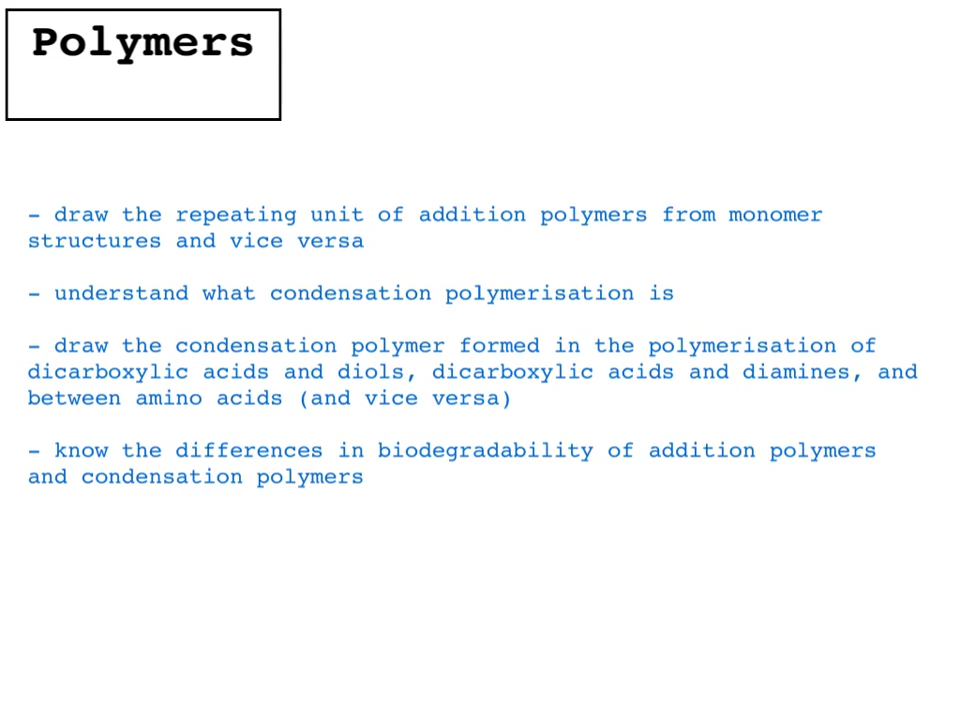 Polymers
- draw the repeating unit of addition polymers from monomer
structures and vice versa
- understand what condensation polymerisation is
- draw the condensation polymer formed in the polymerisation of
dicarboxylic acids and diols, dicarboxylic acids and diamines, and
between amino acids (and vice versa)
- know the differences in biodegradability of addition polymers
and condensation polymers